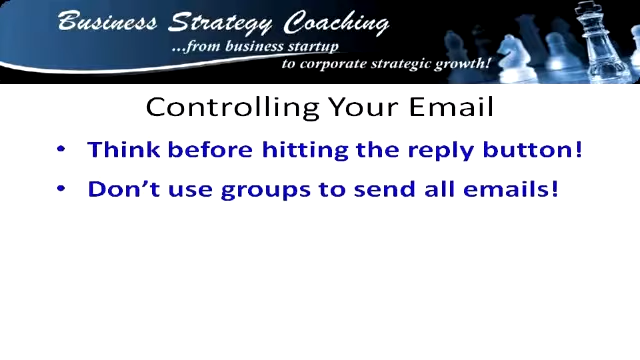 Business Strategy Coaching
...from business startup
to corporate strategic growth!
Controlling Your Email
• Think before hitting the reply button!
• Don't use groups to send all emails!